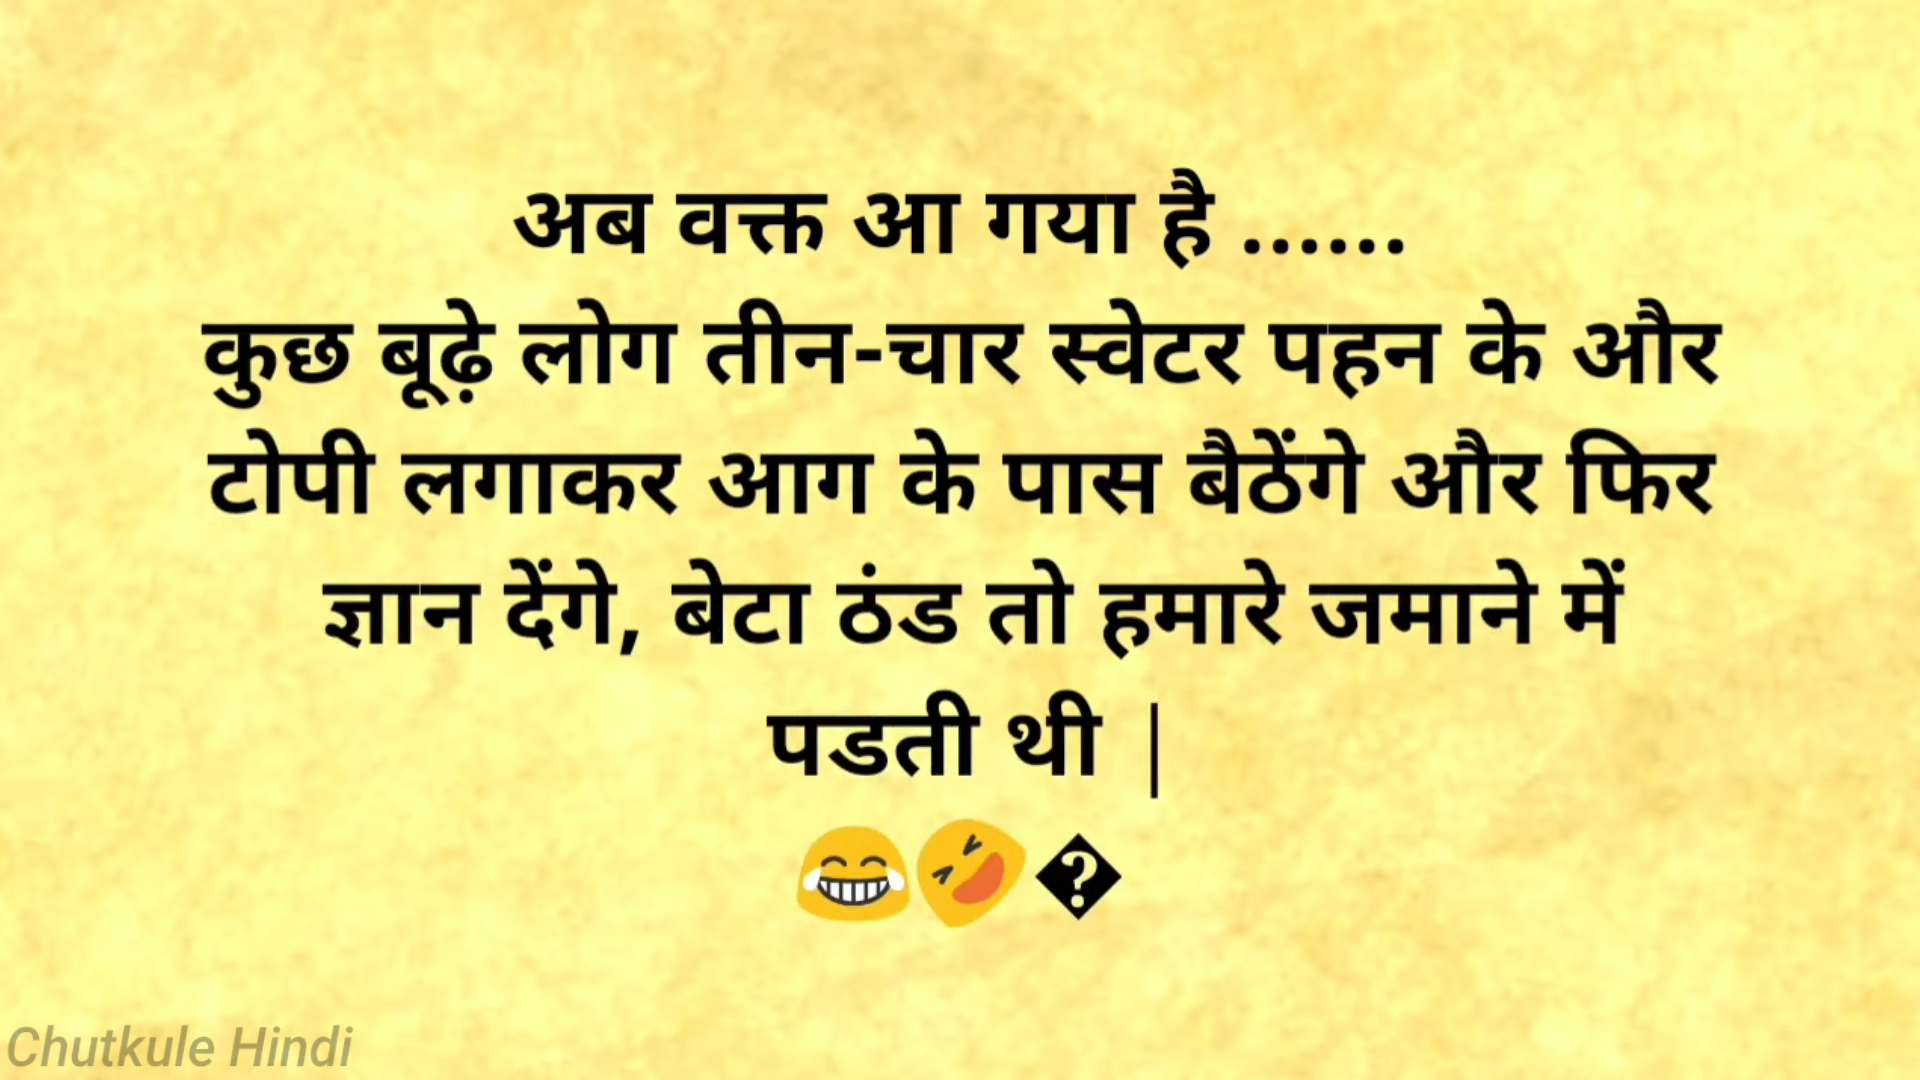 अब वक्त आ गया है ......
कुछ बूढ़े लोग तीन-चार स्वेटर पहन के और
टोपी लगाकर आग के पास बैठेंगे और फिर
ज्ञान देंगे, बेटा ठंड तो हमारे जमाने में
पडती थी |
😂🤣�
Chutkule Hindi